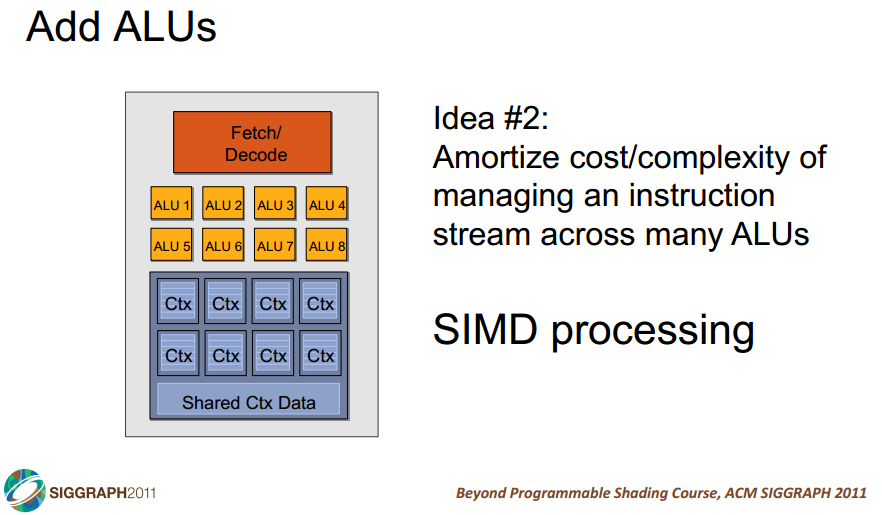 Add ALUs
Fetch/
Decode
ALU 1 ALU 2 ALU 3 ALU 4
ALU 5 ALU 6 ALU 7 ALU 8
Ctx Ctx Ctx Ctx
Ctx Ctx Ctx Ctx
Shared Ctx Data
Idea #2:
Amortize cost/complexity of
managing an instruction
stream across many ALUs
SIMD processing
SIGGRAPH2011
Beyond Programmable Shading Course, ACM SIGGRAPH 2011